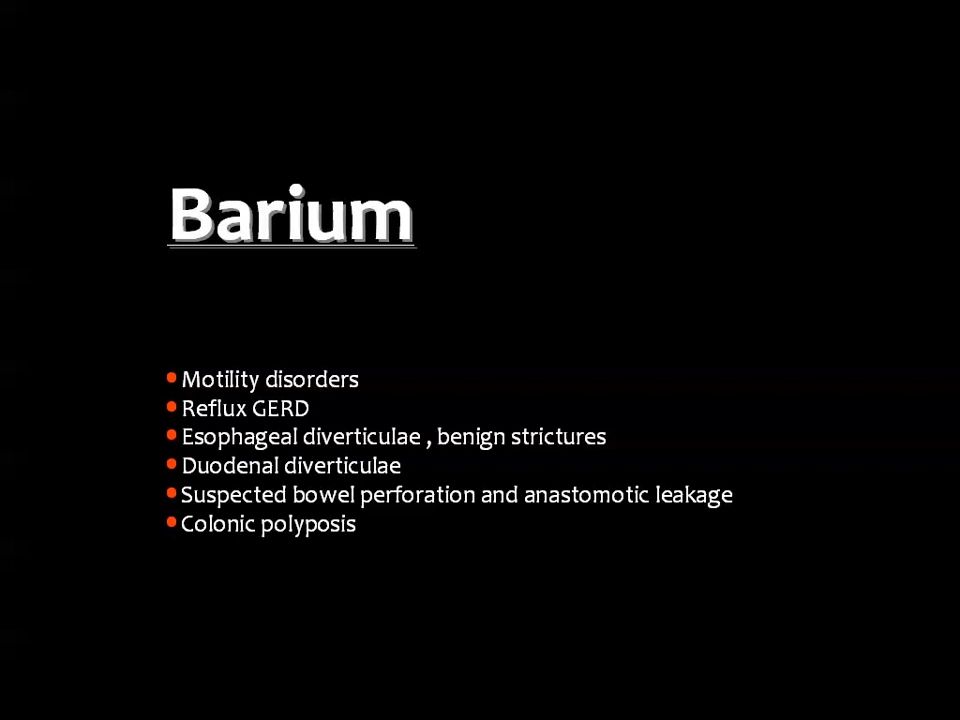 Barium
• Motility disorders
• Reflux GERD
• Esophageal diverticulae , benign strictures
• Duodenal diverticulae
• Suspected bowel perforation and anastomotic leakage
• Colonic polyposis